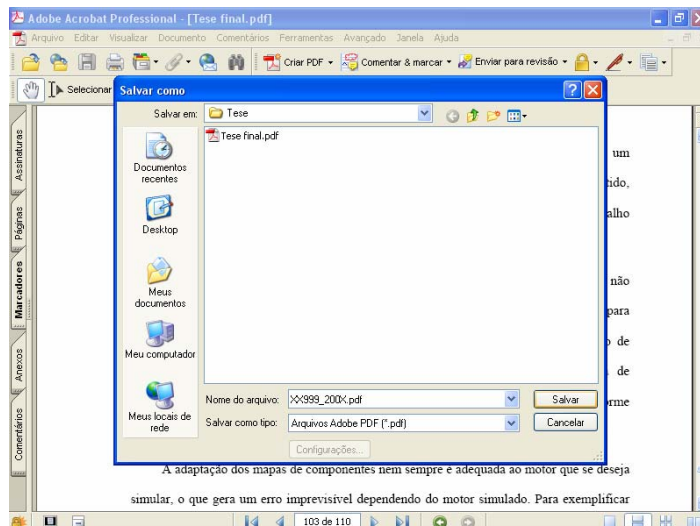 Adobe Acrobat Professional - [Tese final.pdf]
Arquivo Editar Visualizar Documento Comentários Ferramentas Avançado Janela Ajuda
Criar PDF Comentar & marcar Enviar para revisão
Selecionar
Salvar como
Salvar em: Tese
Tese final.pdf
Documentos recentes
Desktop
Meus documentos
Meu computador
Meus locais de rede
Nome do arquivo: XX999_200X.pdf Salvar
Salvar como tipo: Arquivos Adobe PDF (*.pdf) Cancelar
Configurações...
Assinaturas
Páginas
Marcadores
Anexos
Comentários
um
tido,
alho
não
para
de
de
orme
A adaptação dos mapas de componentes nem sempre é adequada ao motor que se deseja
simular, o que gera um erro imprevisível dependendo do motor simulado. Para exemplificar
103 de 110